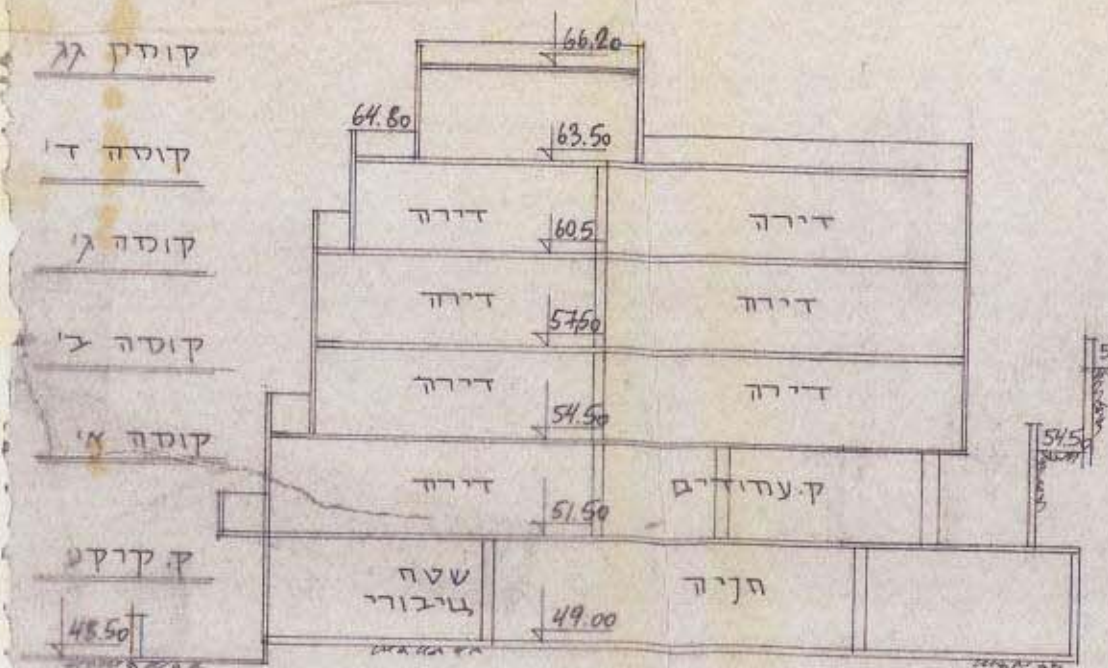 קומת גג
66.20
64.80
63.50
קומה ד'
דירה
דירה
60.5
קומה ג'
דירה
דירה
57.50
קומה ב'
דירה
דירה
54.50
54.50
קומה א'
דירה
ק. עמודים
51.50
ק. קרקע
שטח
ציבורי
חניה
48.50
49.00